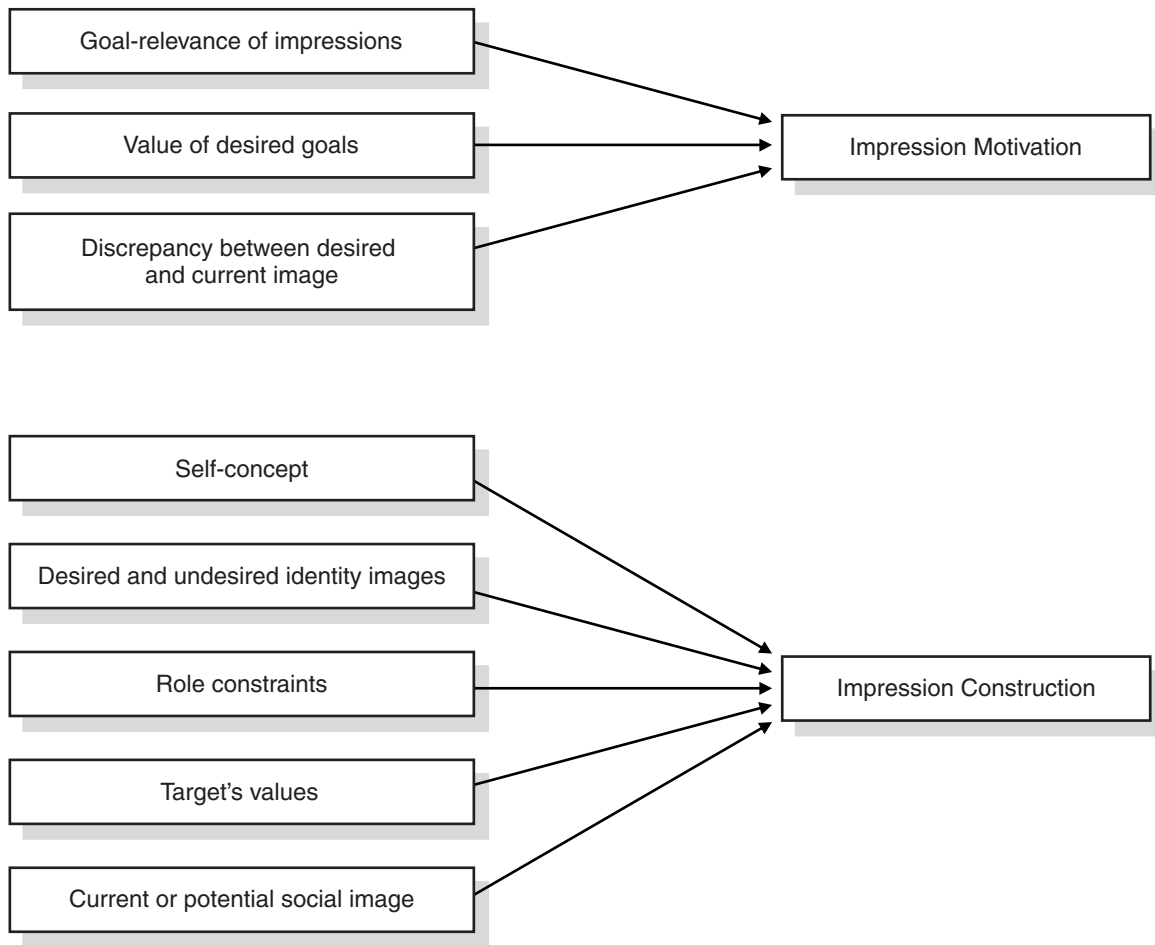 Goal-relevance of impressions
Value of desired goals
Impression Motivation
Discrepancy between desired
and current image
Self-concept
Desired and undesired identity images
Role constraints
Impression Construction
Target’s values
Current or potential social image